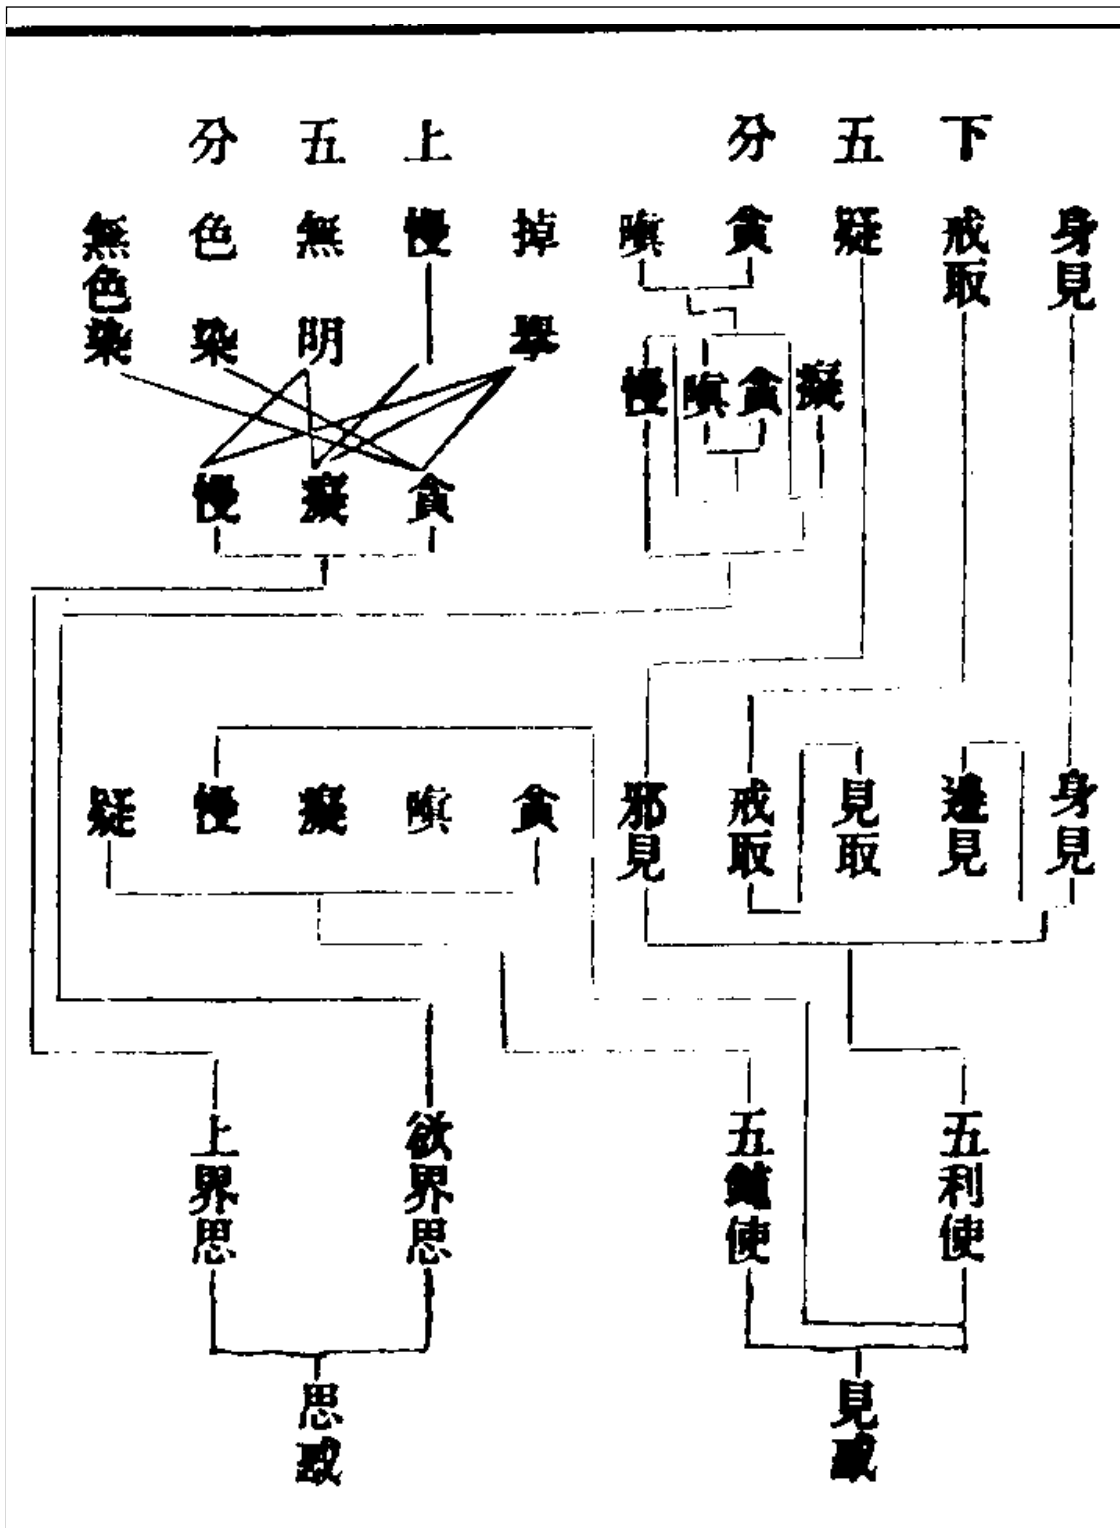 下五分
身見
戒取
疑
貪
嗔
上五分
掉舉
慢
無明
色染
無色染
癡
貪
嗔
慢
貪
癡
慢
身見
邊見
見取
戒取
邪見
貪
嗔
癡
慢
疑
五利使
五鈍使
欲界思
上界思
見惑
思惑